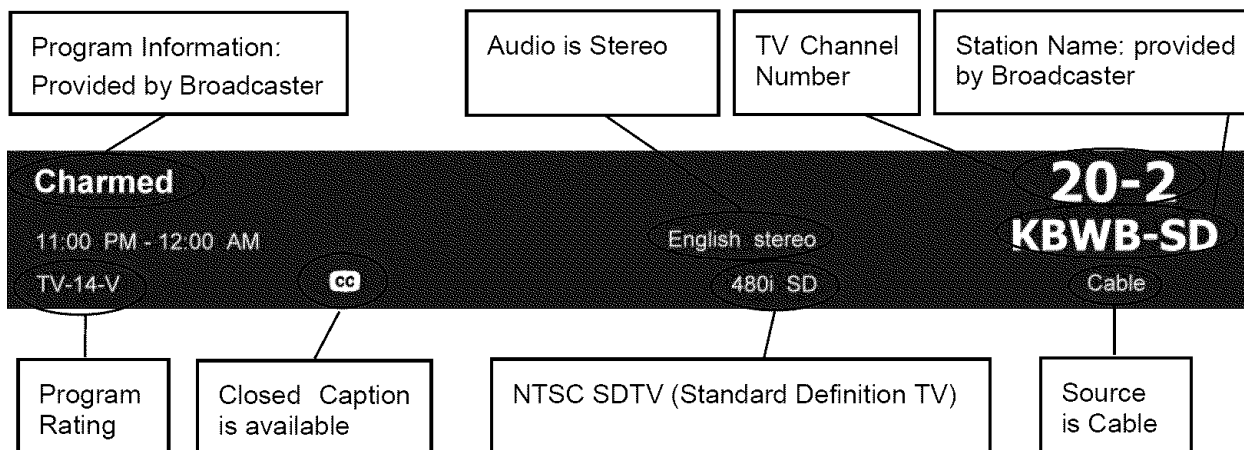 Program Information:
Provided by Broadcaster
Audio is Stereo
TV Channel
Number
Station Name: provided
by Broadcaster
Charmed
20-2
11:00 PM - 12:00 AM
English stereo
KBWB-SD
TV-14-V
CC
480i SD
Cable
Program
Rating
Closed Caption
is available
NTSC SDTV (Standard Definition TV)
Source
is Cable